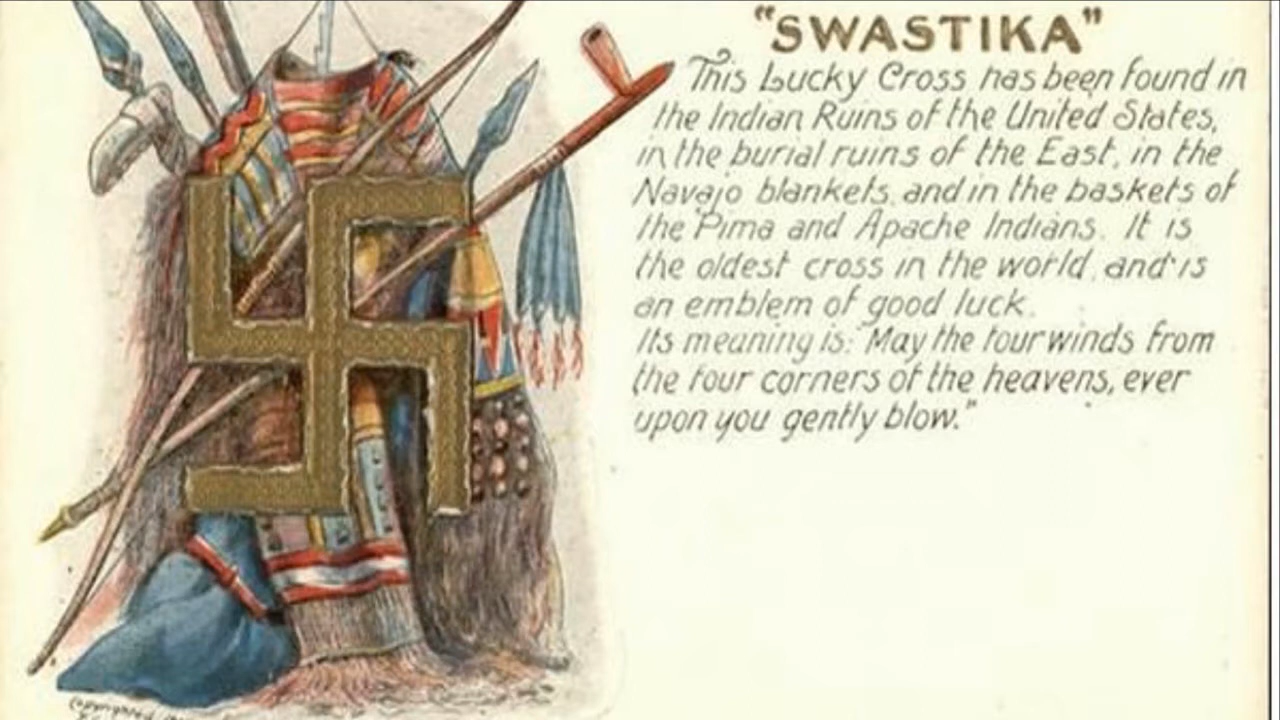 "SWASTIKA"
This Lucky Cross has been found in
the Indian Ruins of the United States,
in the burial ruins of the East, in the
Navajo blankets, and in the baskets of
the Pima and Apache Indians. It is
the oldest cross in the world, and is
an emblem of good luck.
Its meaning is: "May the four winds from
the four corners of the heavens, ever
upon you gently blow."
Copyrighted